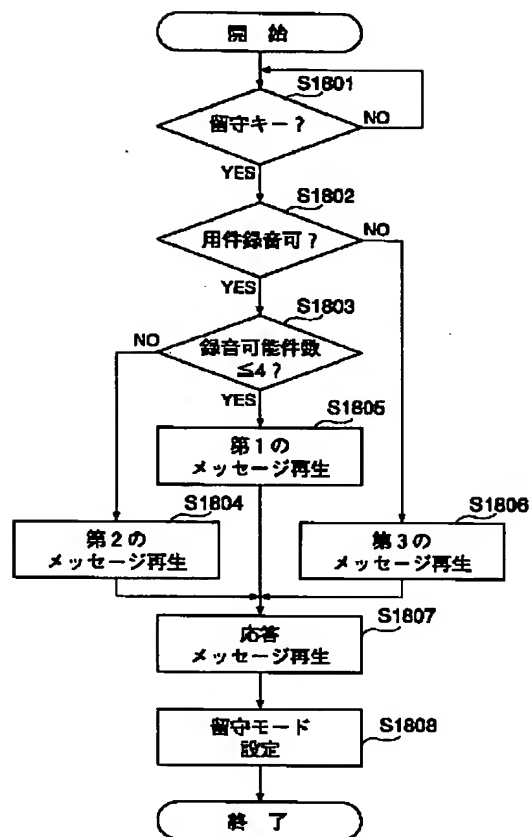 開 始
S1801
留守キー？
NO
YES
S1802
用件録音可？
NO
YES
S1803
NO
録音可能件数
≦4？
YES
S1805
第1の
メッセージ再生
S1804
第2の
メッセージ再生
S1806
第3の
メッセージ再生
S1807
応答
メッセージ再生
留守モード
設定
S1808
終 了